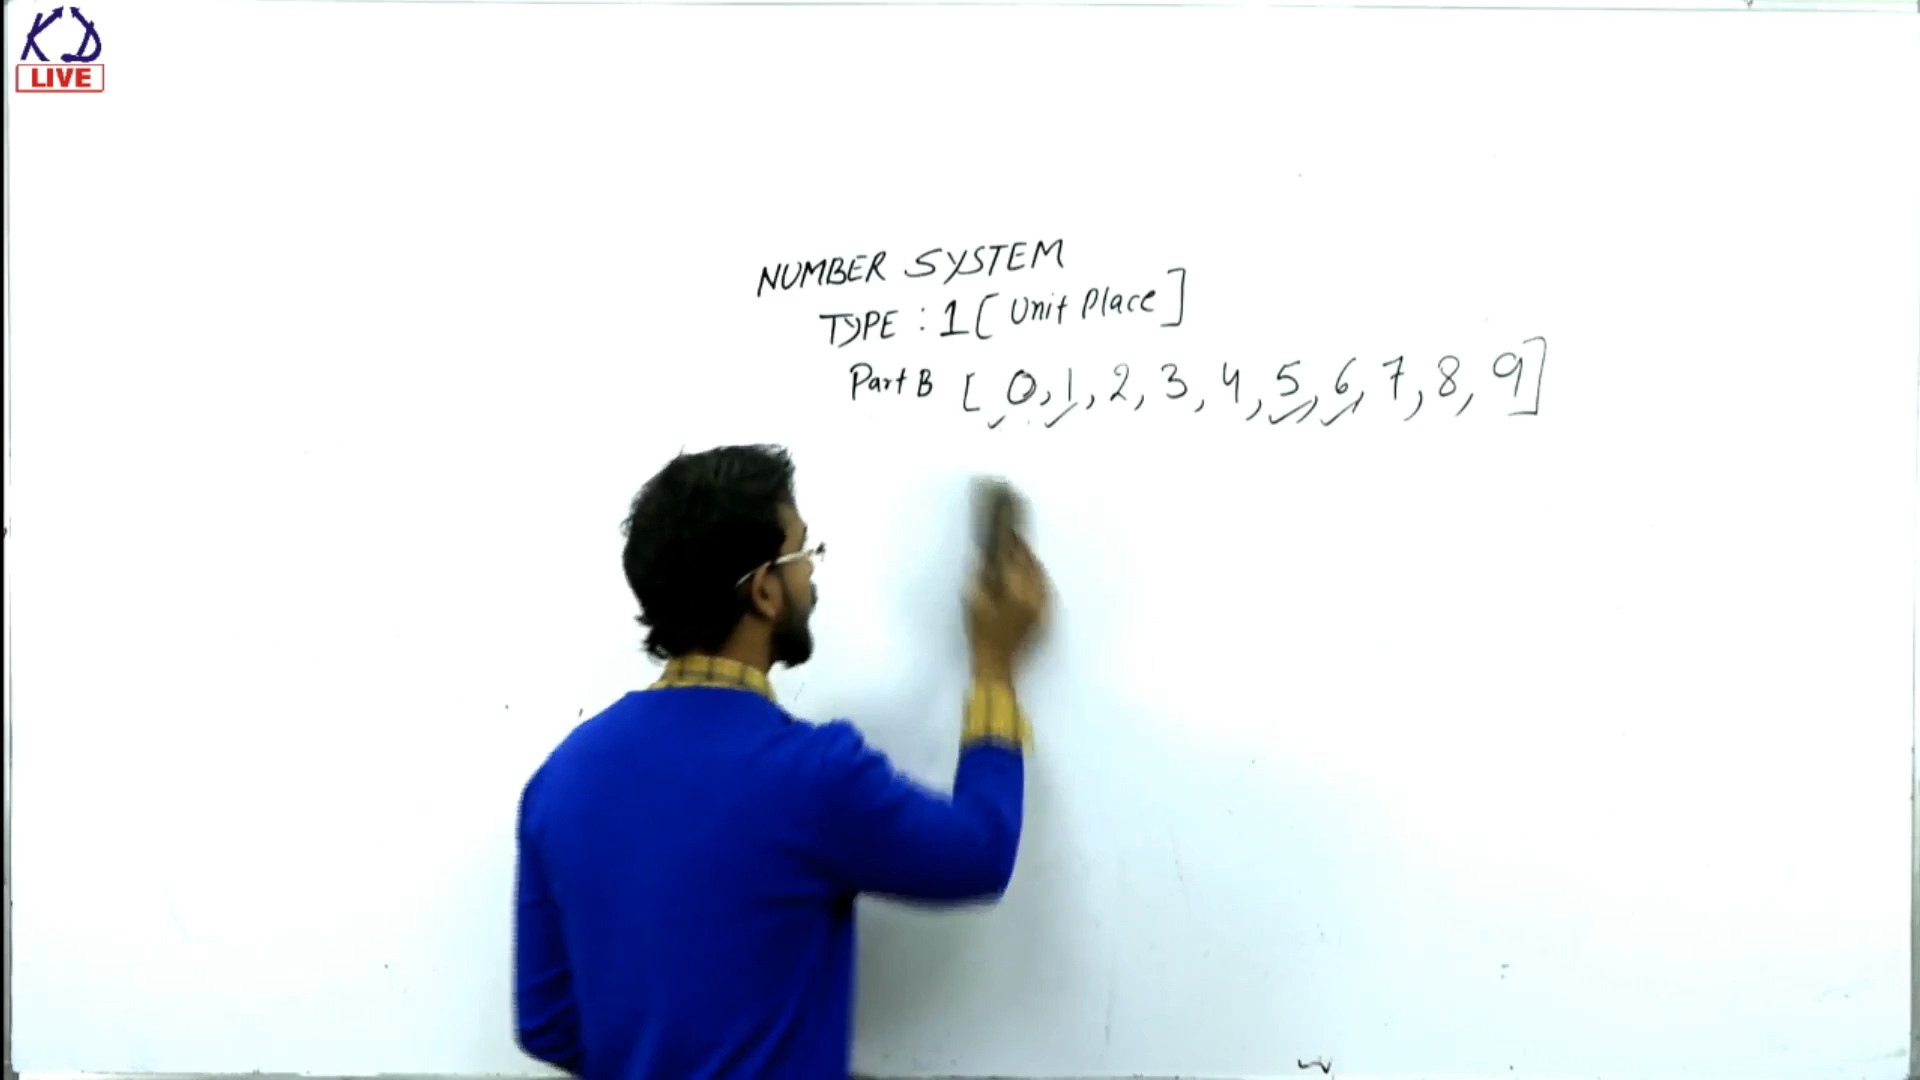 KD
LIVE
NUMBER SYSTEM
TYPE : 1 [ Unit Place ]
Part B [ 0, 1, 2, 3, 4, 5, 6, 7, 8, 9 ]